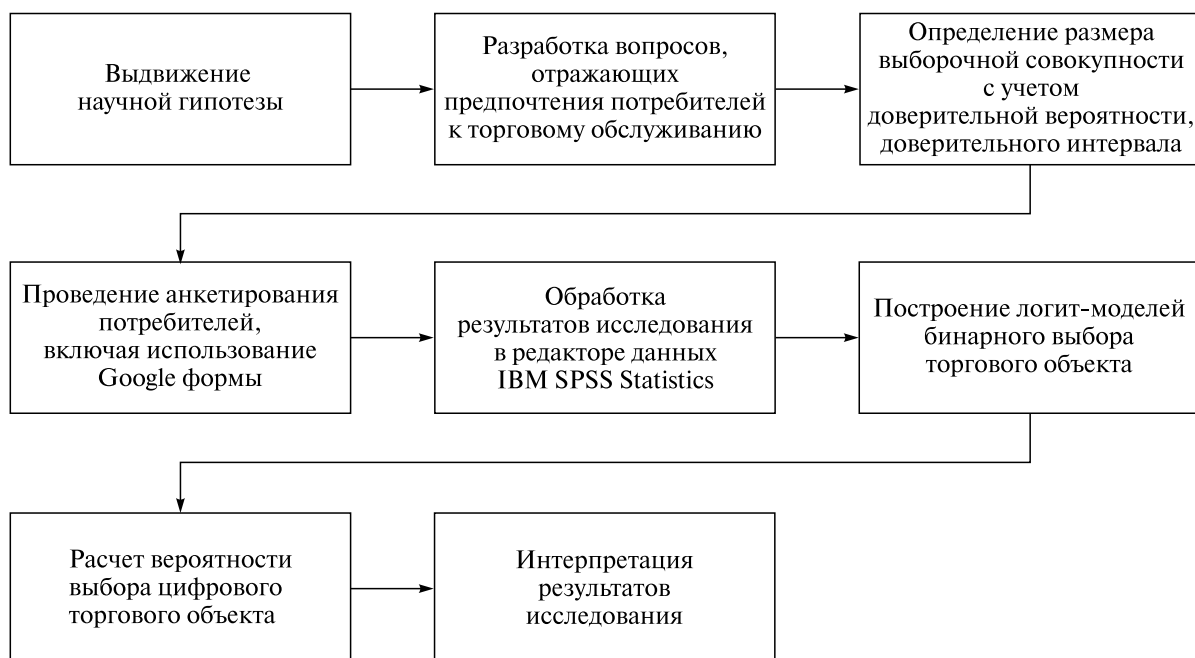 Выдвижение
научной гипотезы
Разработка вопросов,
отражающих
предпочтения потребителей
к торговому обслуживанию
Определение размера
выборочной совокупности
с учетом
доверительной вероятности,
доверительного интервала
Проведение анкетирования
потребителей,
включая использование
Google формы
Обработка
результатов исследования
в редакторе данных
IBM SPSS Statistics
Построение логит-моделей
бинарного выбора
торгового объекта
Расчет вероятности
выбора цифрового
торгового объекта
Интерпретация
результатов
исследования